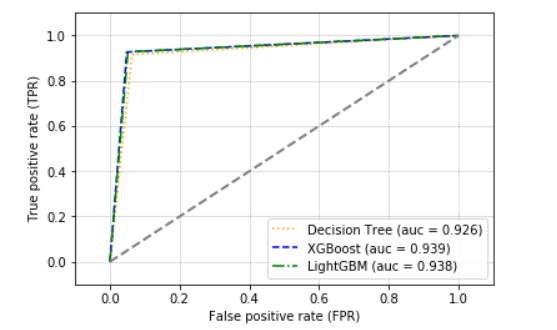 1.0
0.8
0.6
0.4
0.2
0.0
True positive rate (TPR)
Decision Tree (auc = 0.926)
XGBoost (auc = 0.939)
LightGBM (auc = 0.938)
0.0 0.2 0.4 0.6 0.8 1.0
False positive rate (FPR)